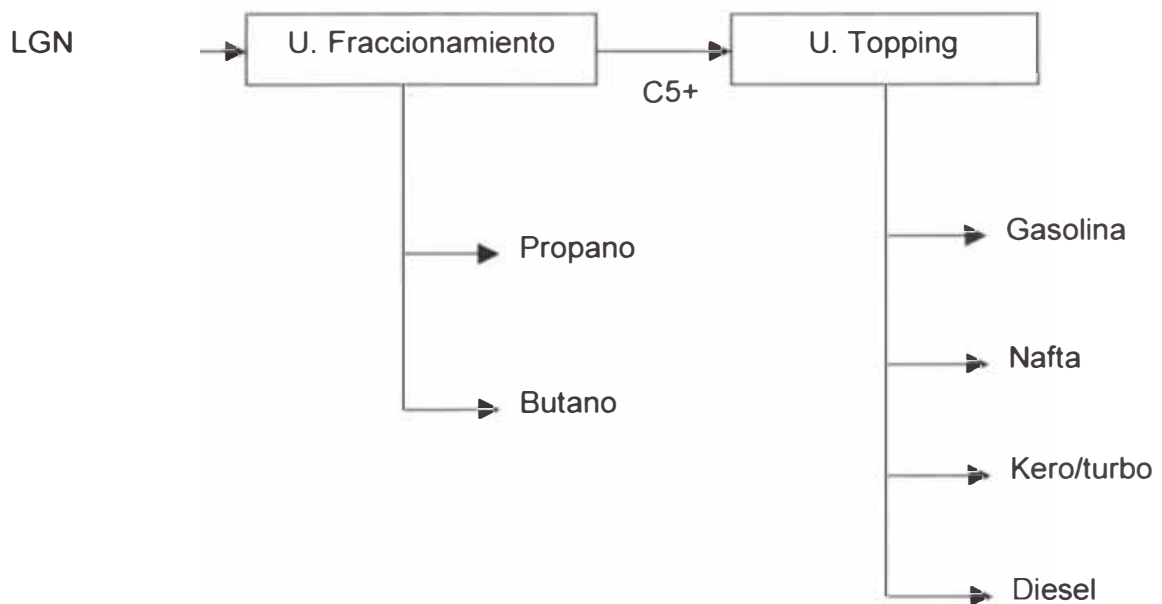 LGN
U. Fraccionamiento
U. Topping
C5+
Propano
Butano
Gasolina
Nafta
Kero/turbo
Diesel